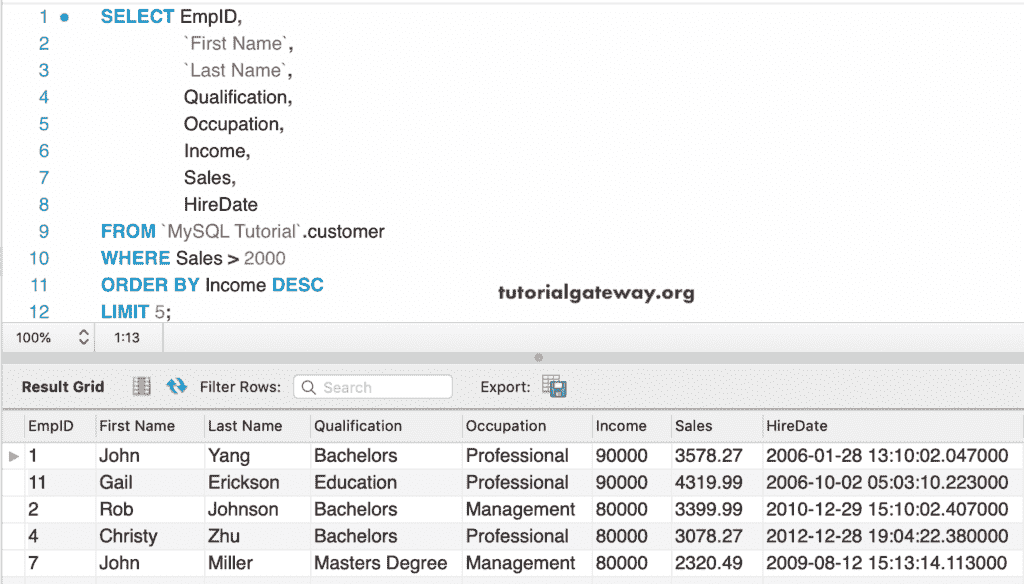 1 SELECT EmpID,
2 `First Name`,
3 `Last Name`,
4 Qualification,
5 Occupation,
6 Income,
7 Sales,
8 HireDate
9 FROM `MySQL Tutorial`.customer
10 WHERE Sales > 2000
11 ORDER BY Income DESC
tutorialgateway.org
12 LIMIT 5;
100% 1:13
Result Grid Filter Rows: Search Export:
EmpID First Name Last Name Qualification Occupation Income Sales HireDate
1 John Yang Bachelors Professional 90000 3578.27 2006-01-28 13:10:02.047000
11 Gail Erickson Education Professional 90000 4319.99 2006-10-02 05:03:10.223000
2 Rob Johnson Bachelors Management 80000 3399.99 2010-12-29 15:10:02.407000
4 Christy Zhu Bachelors Professional 80000 3078.27 2012-12-28 19:04:22.380000
7 John Miller Masters Degree Management 80000 2320.49 2009-08-12 15:13:14.113000